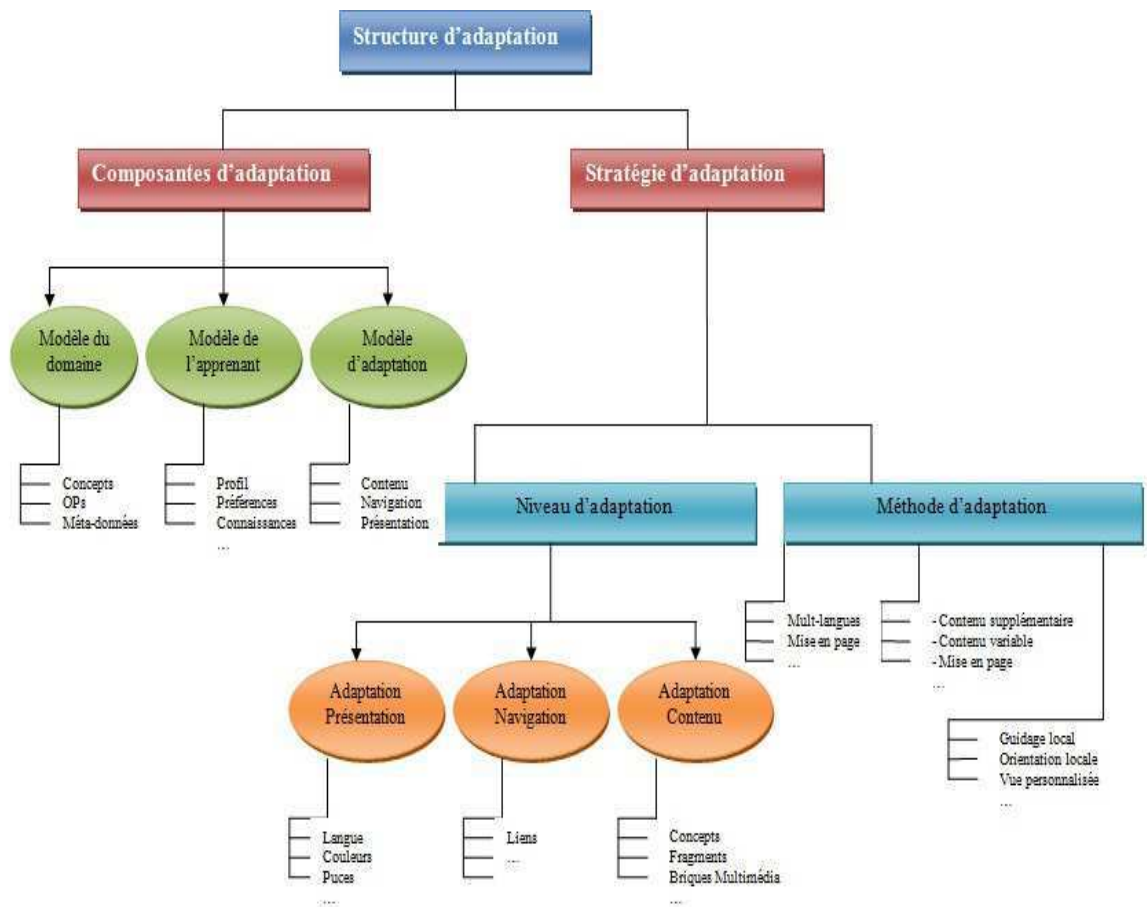 Structure d'adaptation
Composantes d'adaptation
Stratégie d'adaptation
Modèle du
domaine
Modèle de
l'apprenant
Modèle
d'adaptation
Concepts
OPs
Méta-données
Profil
Préférences
Connaissances
...
Contenu
Navigation
Présentation
Niveau d'adaptation
Méthode d'adaptation
Mult-langues
Mise en page
...
- Contenu supplémentaire
- Contenu variable
- Mise en page
...
Guidage local
Orientation locale
Vue personnalisée
...
Adaptation
Présentation
Adaptation
Navigation
Adaptation
Contenu
Langue
Couleurs
Puces
...
Liens
...
Concepts
Fragments
Briques Multimédia
...